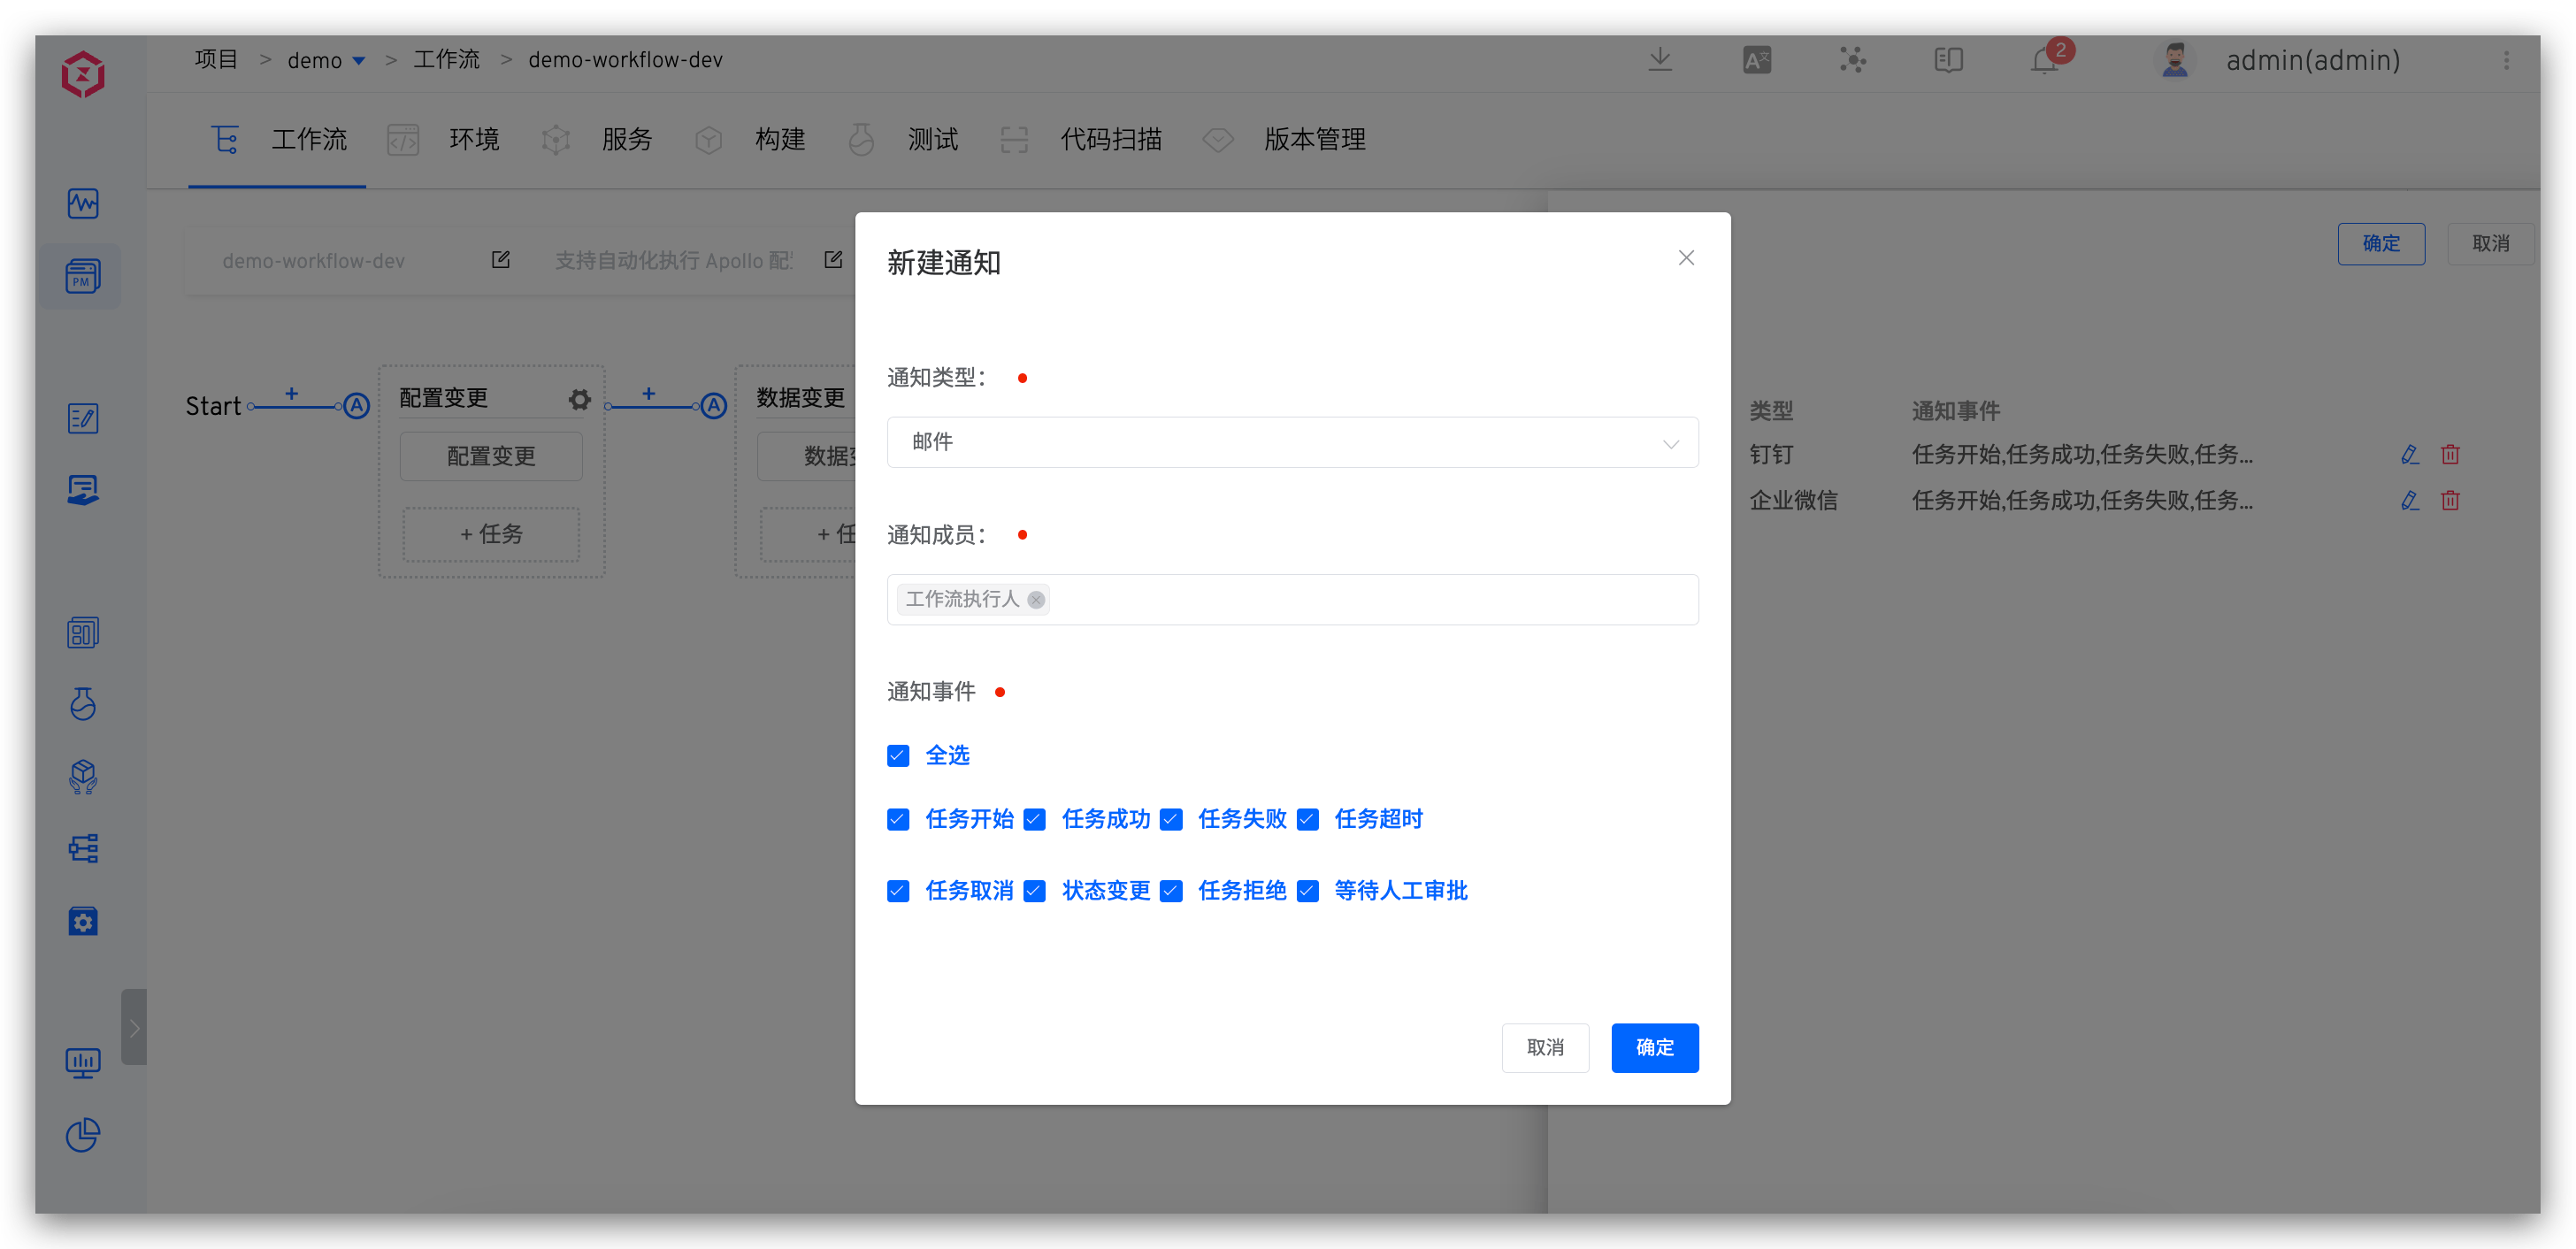 项目 > demo > 工作流 > demo-workflow-dev
2
admin(admin)
工作流 环境 服务 构建 测试 代码扫描 版本管理
PM
demo-workflow-dev 支持自动化执行 Apollo 配
确定 取消
Start
A
配置变更
配置变更
+ 任务
A
数据变更
数据
+ 任
类型 通知事件
钉钉 任务开始,任务成功,任务失败,任务...
企业微信 任务开始,任务成功,任务失败,任务...
新建通知
通知类型：
邮件
通知成员：
工作流执行人
通知事件
全选
任务开始 任务成功 任务失败 任务超时
任务取消 状态变更 任务拒绝 等待人工审批
取消 确定